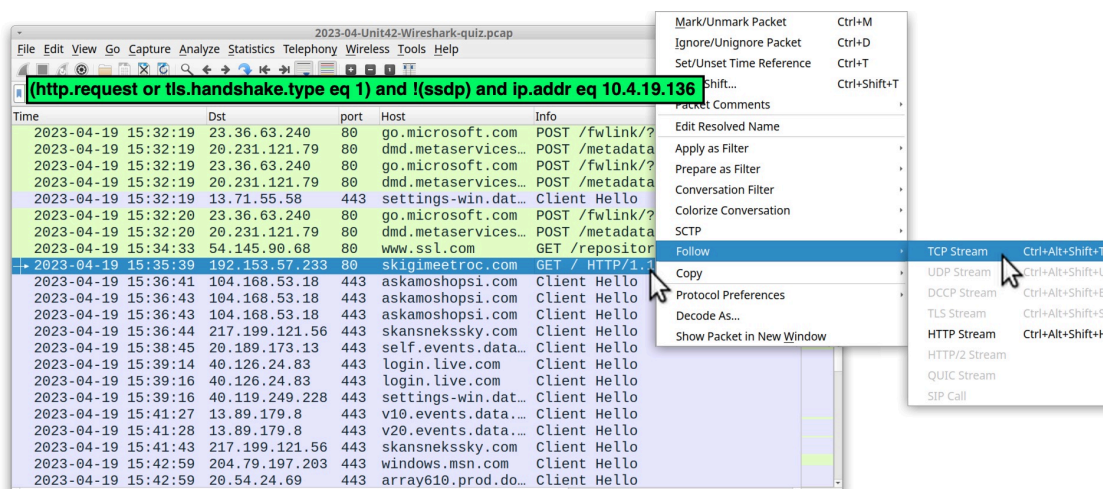 2023-04-Unit42-Wireshark-quiz.pcap
File Edit View Go Capture Analyze Statistics Telephony Wireless Tools Help
(http.request or tls.handshake.type eq 1) and !(ssdp) and ip.addr eq 10.4.19.136
Time Dst port Host Info
2023-04-19 15:32:19 23.36.63.240 80 go.microsoft.com POST /fwlink/?
2023-04-19 15:32:19 20.231.121.79 80 dmd.metaservices… POST /metadata
2023-04-19 15:32:19 23.36.63.240 80 go.microsoft.com POST /fwlink/?
2023-04-19 15:32:19 20.231.121.79 80 dmd.metaservices… POST /metadata
2023-04-19 15:32:19 13.71.55.58 443 settings-win.dat… Client Hello
2023-04-19 15:32:20 23.36.63.240 80 go.microsoft.com POST /fwlink/?
2023-04-19 15:32:20 20.231.121.79 80 dmd.metaservices… POST /metadata
2023-04-19 15:34:33 54.145.90.68 80 www.ssl.com GET /repositor
2023-04-19 15:35:39 192.153.57.233 80 skigimeetroc.com GET / HTTP/1.1
2023-04-19 15:36:41 104.168.53.18 443 askamoshopsi.com Client Hello
2023-04-19 15:36:43 104.168.53.18 443 askamoshopsi.com Client Hello
2023-04-19 15:36:43 104.168.53.18 443 askamoshopsi.com Client Hello
2023-04-19 15:36:44 217.199.121.56 443 skansnekssky.com Client Hello
2023-04-19 15:38:45 20.189.173.13 443 self.events.data… Client Hello
2023-04-19 15:39:14 40.126.24.83 443 login.live.com Client Hello
2023-04-19 15:39:16 40.126.24.83 443 login.live.com Client Hello
2023-04-19 15:39:16 40.119.249.228 443 settings-win.dat… Client Hello
2023-04-19 15:41:27 13.89.179.8 443 v10.events.data.… Client Hello
2023-04-19 15:41:28 13.89.179.8 443 v20.events.data.… Client Hello
2023-04-19 15:41:43 217.199.121.56 443 skansnekssky.com Client Hello
2023-04-19 15:42:59 204.79.197.203 443 windows.msn.com Client Hello
2023-04-19 15:42:59 20.54.24.69 443 array610.prod.do… Client Hello
Mark/Unmark Packet Ctrl+M
Ignore/Unignore Packet Ctrl+D
Set/Unset Time Reference Ctrl+T
Shift... Ctrl+Shift+T
Packet Comments
Edit Resolved Name
Apply as Filter
Prepare as Filter
Conversation Filter
Colorize Conversation
SCTP
Follow
Copy
Protocol Preferences
Decode As...
Show Packet in New Window
TCP Stream Ctrl+Alt+Shift+T
UDP Stream Ctrl+Alt+Shift+U
DCCP Stream Ctrl+Alt+Shift+E
TLS Stream Ctrl+Alt+Shift+S
HTTP Stream Ctrl+Alt+Shift+H
HTTP/2 Stream
QUIC Stream
SIP Call